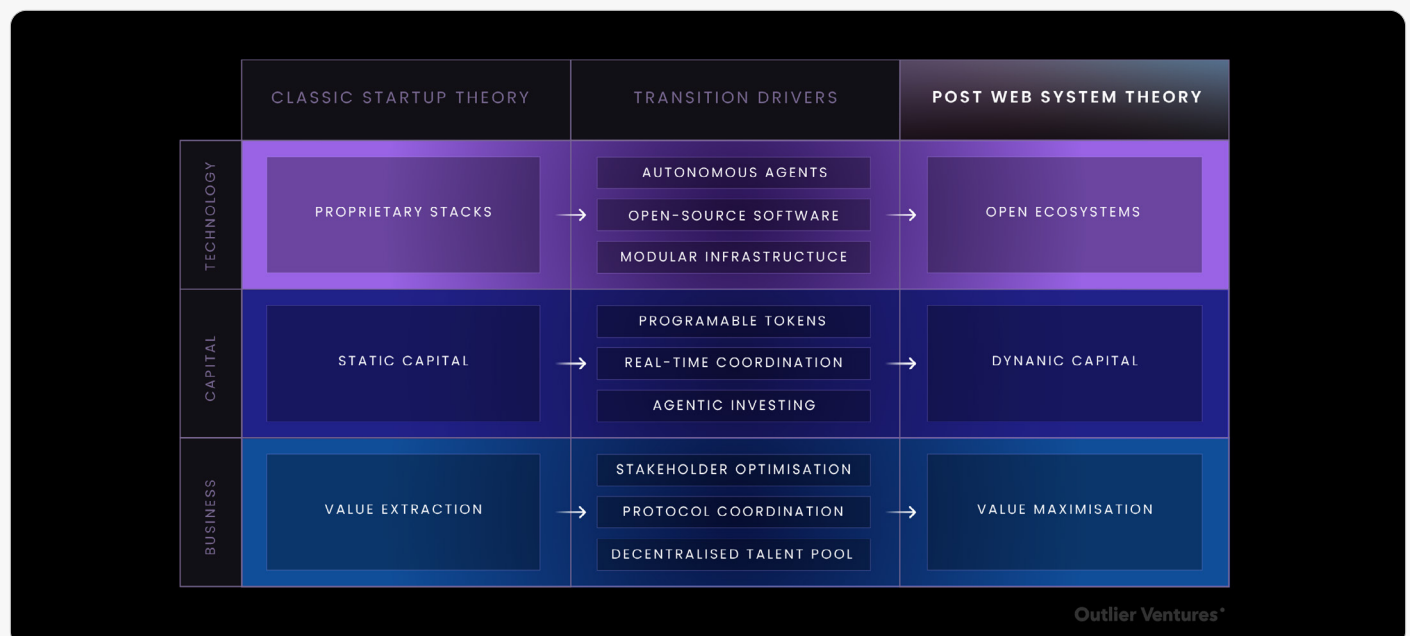 CLASSIC STARTUP THEORY
TRANSITION DRIVERS
POST WEB SYSTEM THEORY
TECHNOLOGY
PROPRIETARY STACKS
AUTONOMOUS AGENTS
OPEN-SOURCE SOFTWARE
MODULAR INFRASTRUCTUCE
OPEN ECOSYSTEMS
CAPITAL
STATIC CAPITAL
PROGRAMABLE TOKENS
REAL-TIME COORDINATION
AGENTIC INVESTING
DYNANIC CAPITAL
BUSINESS
VALUE EXTRACTION
STAKEHOLDER OPTIMISATION
PROTOCOL COORDINATION
DECENTRALISED TALENT POOL
VALUE MAXIMISATION
Outlier Ventures